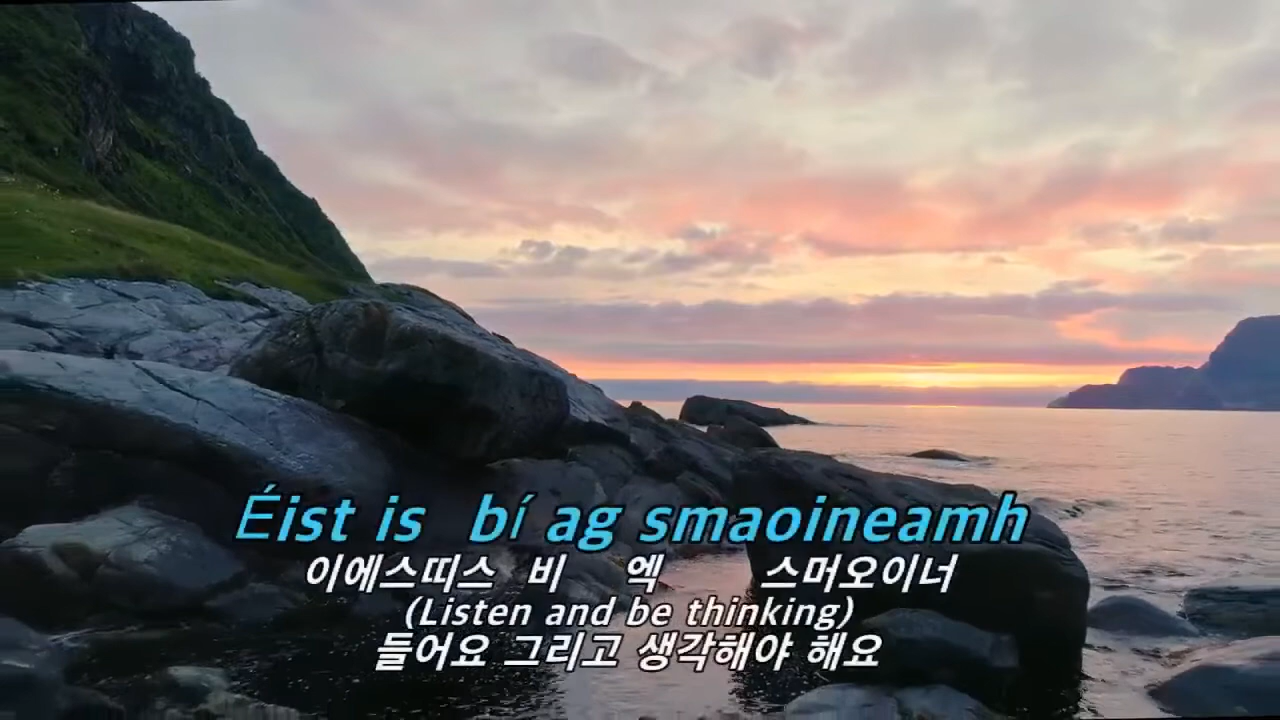 Éist is bí ag smaoineamh
이에스띠스 비 엑 스머오이너
(Listen and be thinking)
들어요 그리고 생각해야 해요